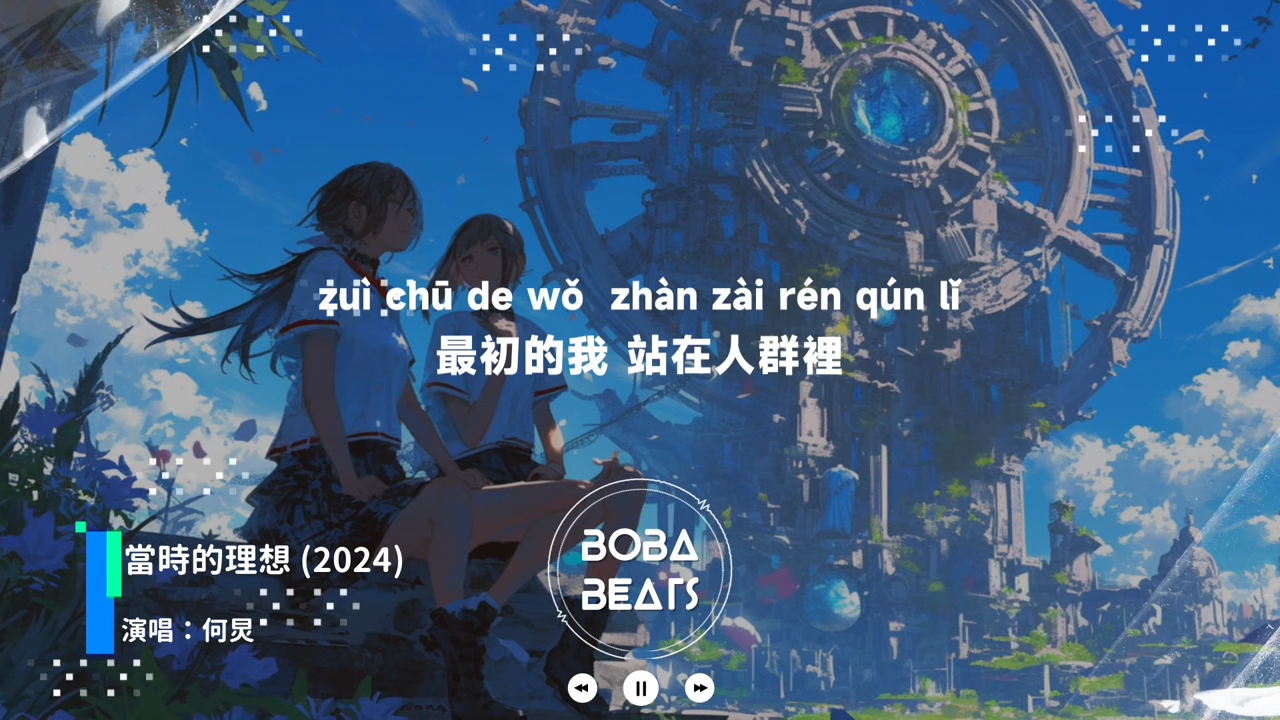 zuì chū de wǒ  zhàn zài rén qún lǐ
最初的我 站在人群裡
BOBA
BEATS
當時的理想 (2024)
演唱：何炅